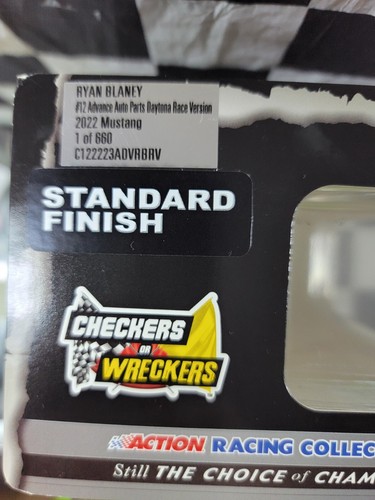 RYAN BLANEY
#12 Advance Auto Parts Daytona Race Version
2022 Mustang
1 of 660
C122223ADVRBRV
STANDARD
FINISH
CHECKERS
OR
WRECKERS
ACTION RACING COLLEC
Still THE CHOICE of CHAM